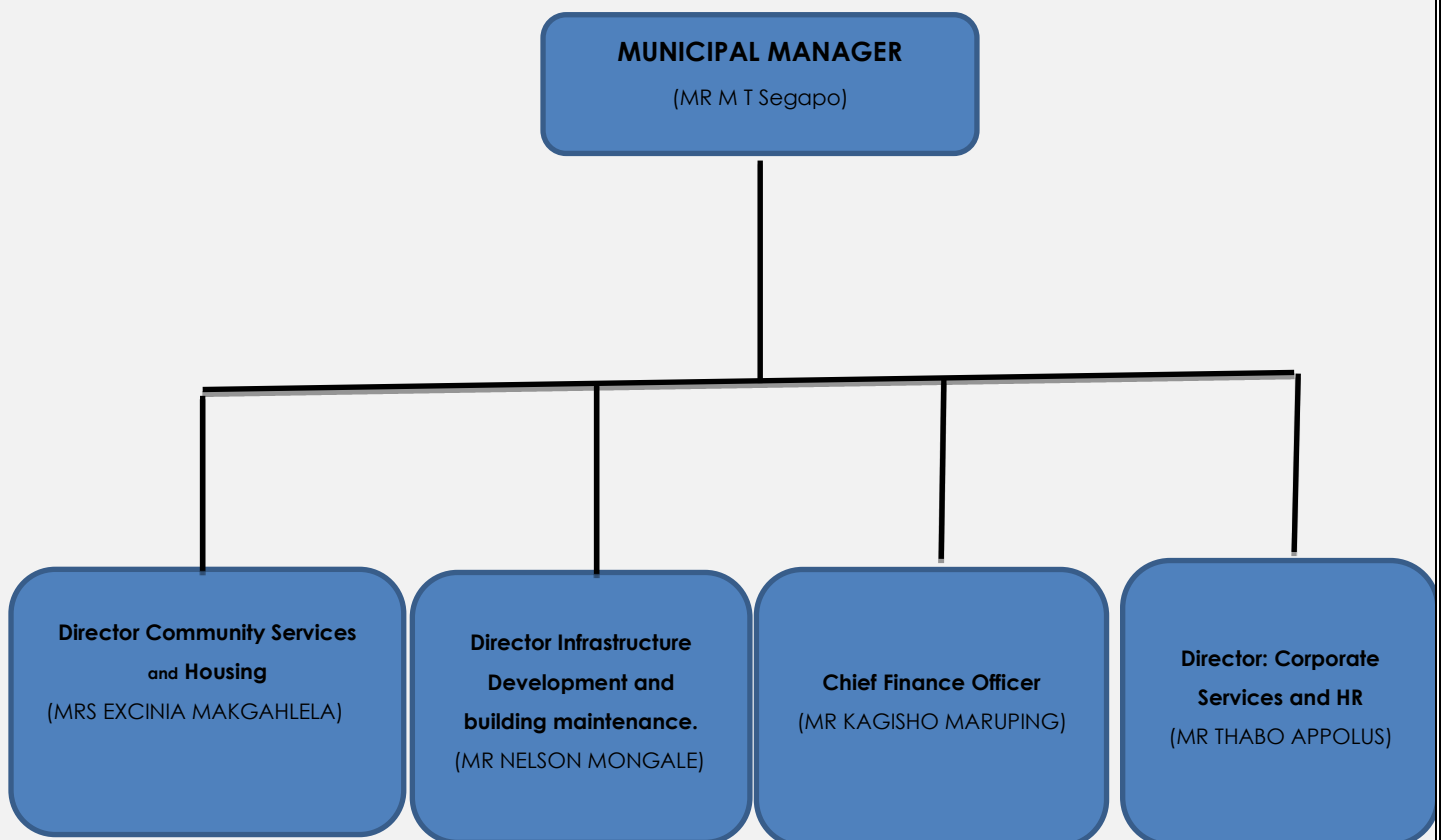 MUNICIPAL MANAGER
(MR M T Segapo)
Director Community Services
and Housing
(MRS EXCINIA MAKGAHLELA)
Director Infrastructure
Development and
building maintenance.
(MR NELSON MONGALE)
Chief Finance Officer
(MR KAGISHO MARUPING)
Director: Corporate
Services and HR
(MR THABO APPOLUS)